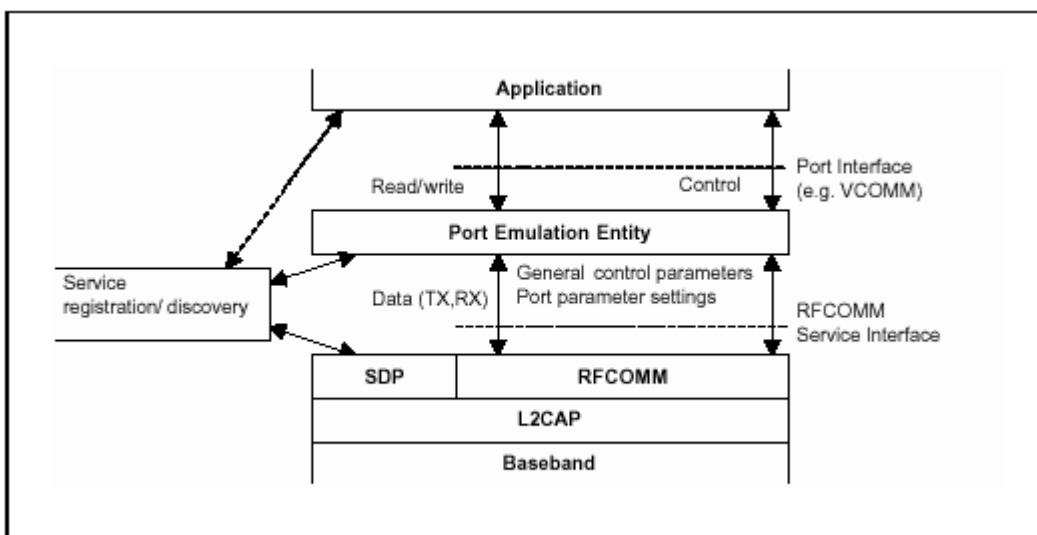 Application
Read/write
Control
Port Interface
(e.g. VCOMM)
Port Emulation Entity
Service
registration/ discovery
Data (TX,RX)
General control parameters
Port parameter settings
RFCOMM
Service Interface
SDP
RFCOMM
L2CAP
Baseband